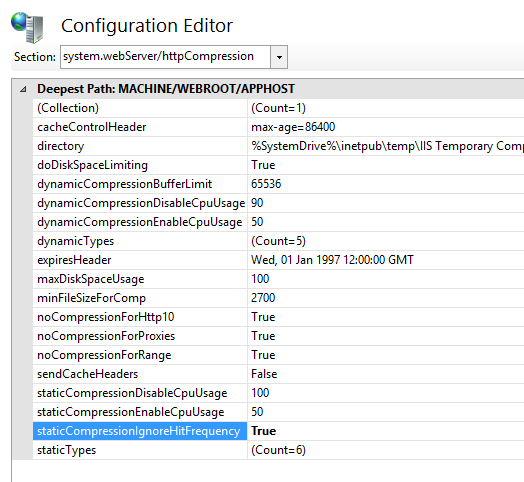 Configuration Editor
Section: system.webServer/httpCompression
Deepest Path: MACHINE/WEBROOT/APPHOST
(Collection) (Count=1)
cacheControlHeader max-age=86400
directory %SystemDrive%\inetpub\temp\IIS Temporary Comp
doDiskSpaceLimiting True
dynamicCompressionBufferLimit 65536
dynamicCompressionDisableCpuUsage 90
dynamicCompressionEnableCpuUsage 50
dynamicTypes (Count=5)
expiresHeader Wed, 01 Jan 1997 12:00:00 GMT
maxDiskSpaceUsage 100
minFileSizeForComp 2700
noCompressionForHttp10 True
noCompressionForProxies True
noCompressionForRange True
sendCacheHeaders False
staticCompressionDisableCpuUsage 100
staticCompressionEnableCpuUsage 50
staticCompressionIgnoreHitFrequency True
staticTypes (Count=6)